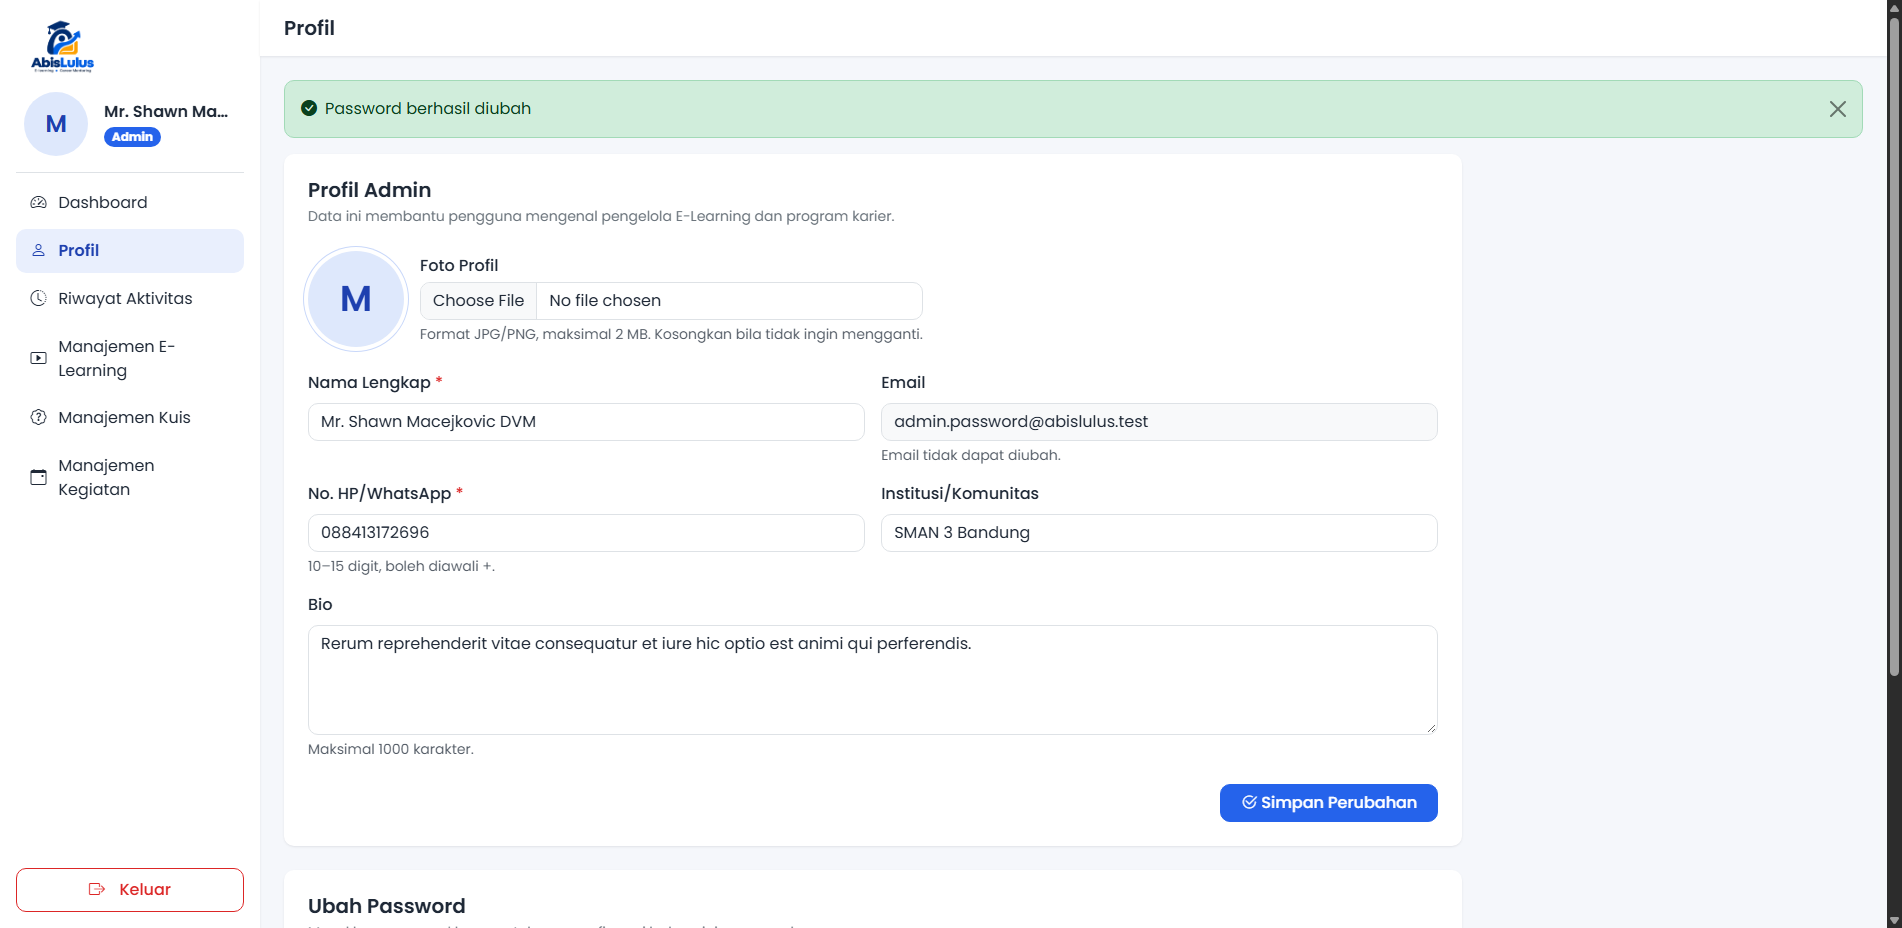 AbisLulus
M
Mr. Shawn Ma...
Admin
Dashboard
Profil
Riwayat Aktivitas
Manajemen E-
Learning
Manajemen Kuis
Manajemen
Kegiatan
Keluar
Profil
Password berhasil diubah
Profil Admin
Data ini membantu pengguna mengenal pengelola E-Learning dan program karier.
M
Foto Profil
Choose File No file chosen
Format JPG/PNG, maksimal 2 MB. Kosongkan bila tidak ingin mengganti.
Nama Lengkap *
Mr. Shawn Macejkovic DVM
Email
admin.password@abislulus.test
Email tidak dapat diubah.
No. HP/WhatsApp *
088413172696
10–15 digit, boleh diawali +.
Institusi/Komunitas
SMAN 3 Bandung
Bio
Rerum reprehenderit vitae consequatur et iure hic optio est animi qui perferendis.
Maksimal 1000 karakter.
Simpan Perubahan
Ubah Password